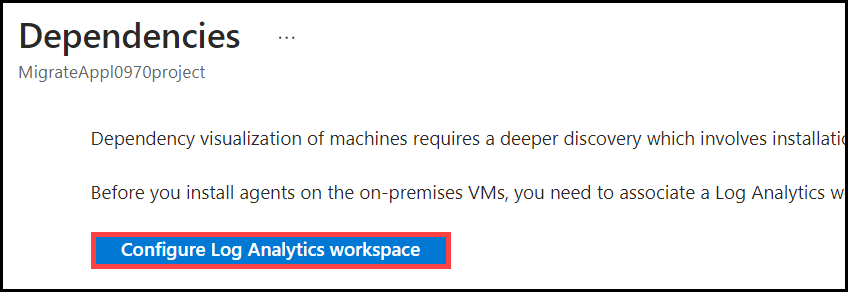 Dependencies ...
MigrateAppl0970project
Dependency visualization of machines requires a deeper discovery which involves
Before you install agents on the on-premises VMs, you need to associate a Log Analytics
Configure Log Analytics workspace